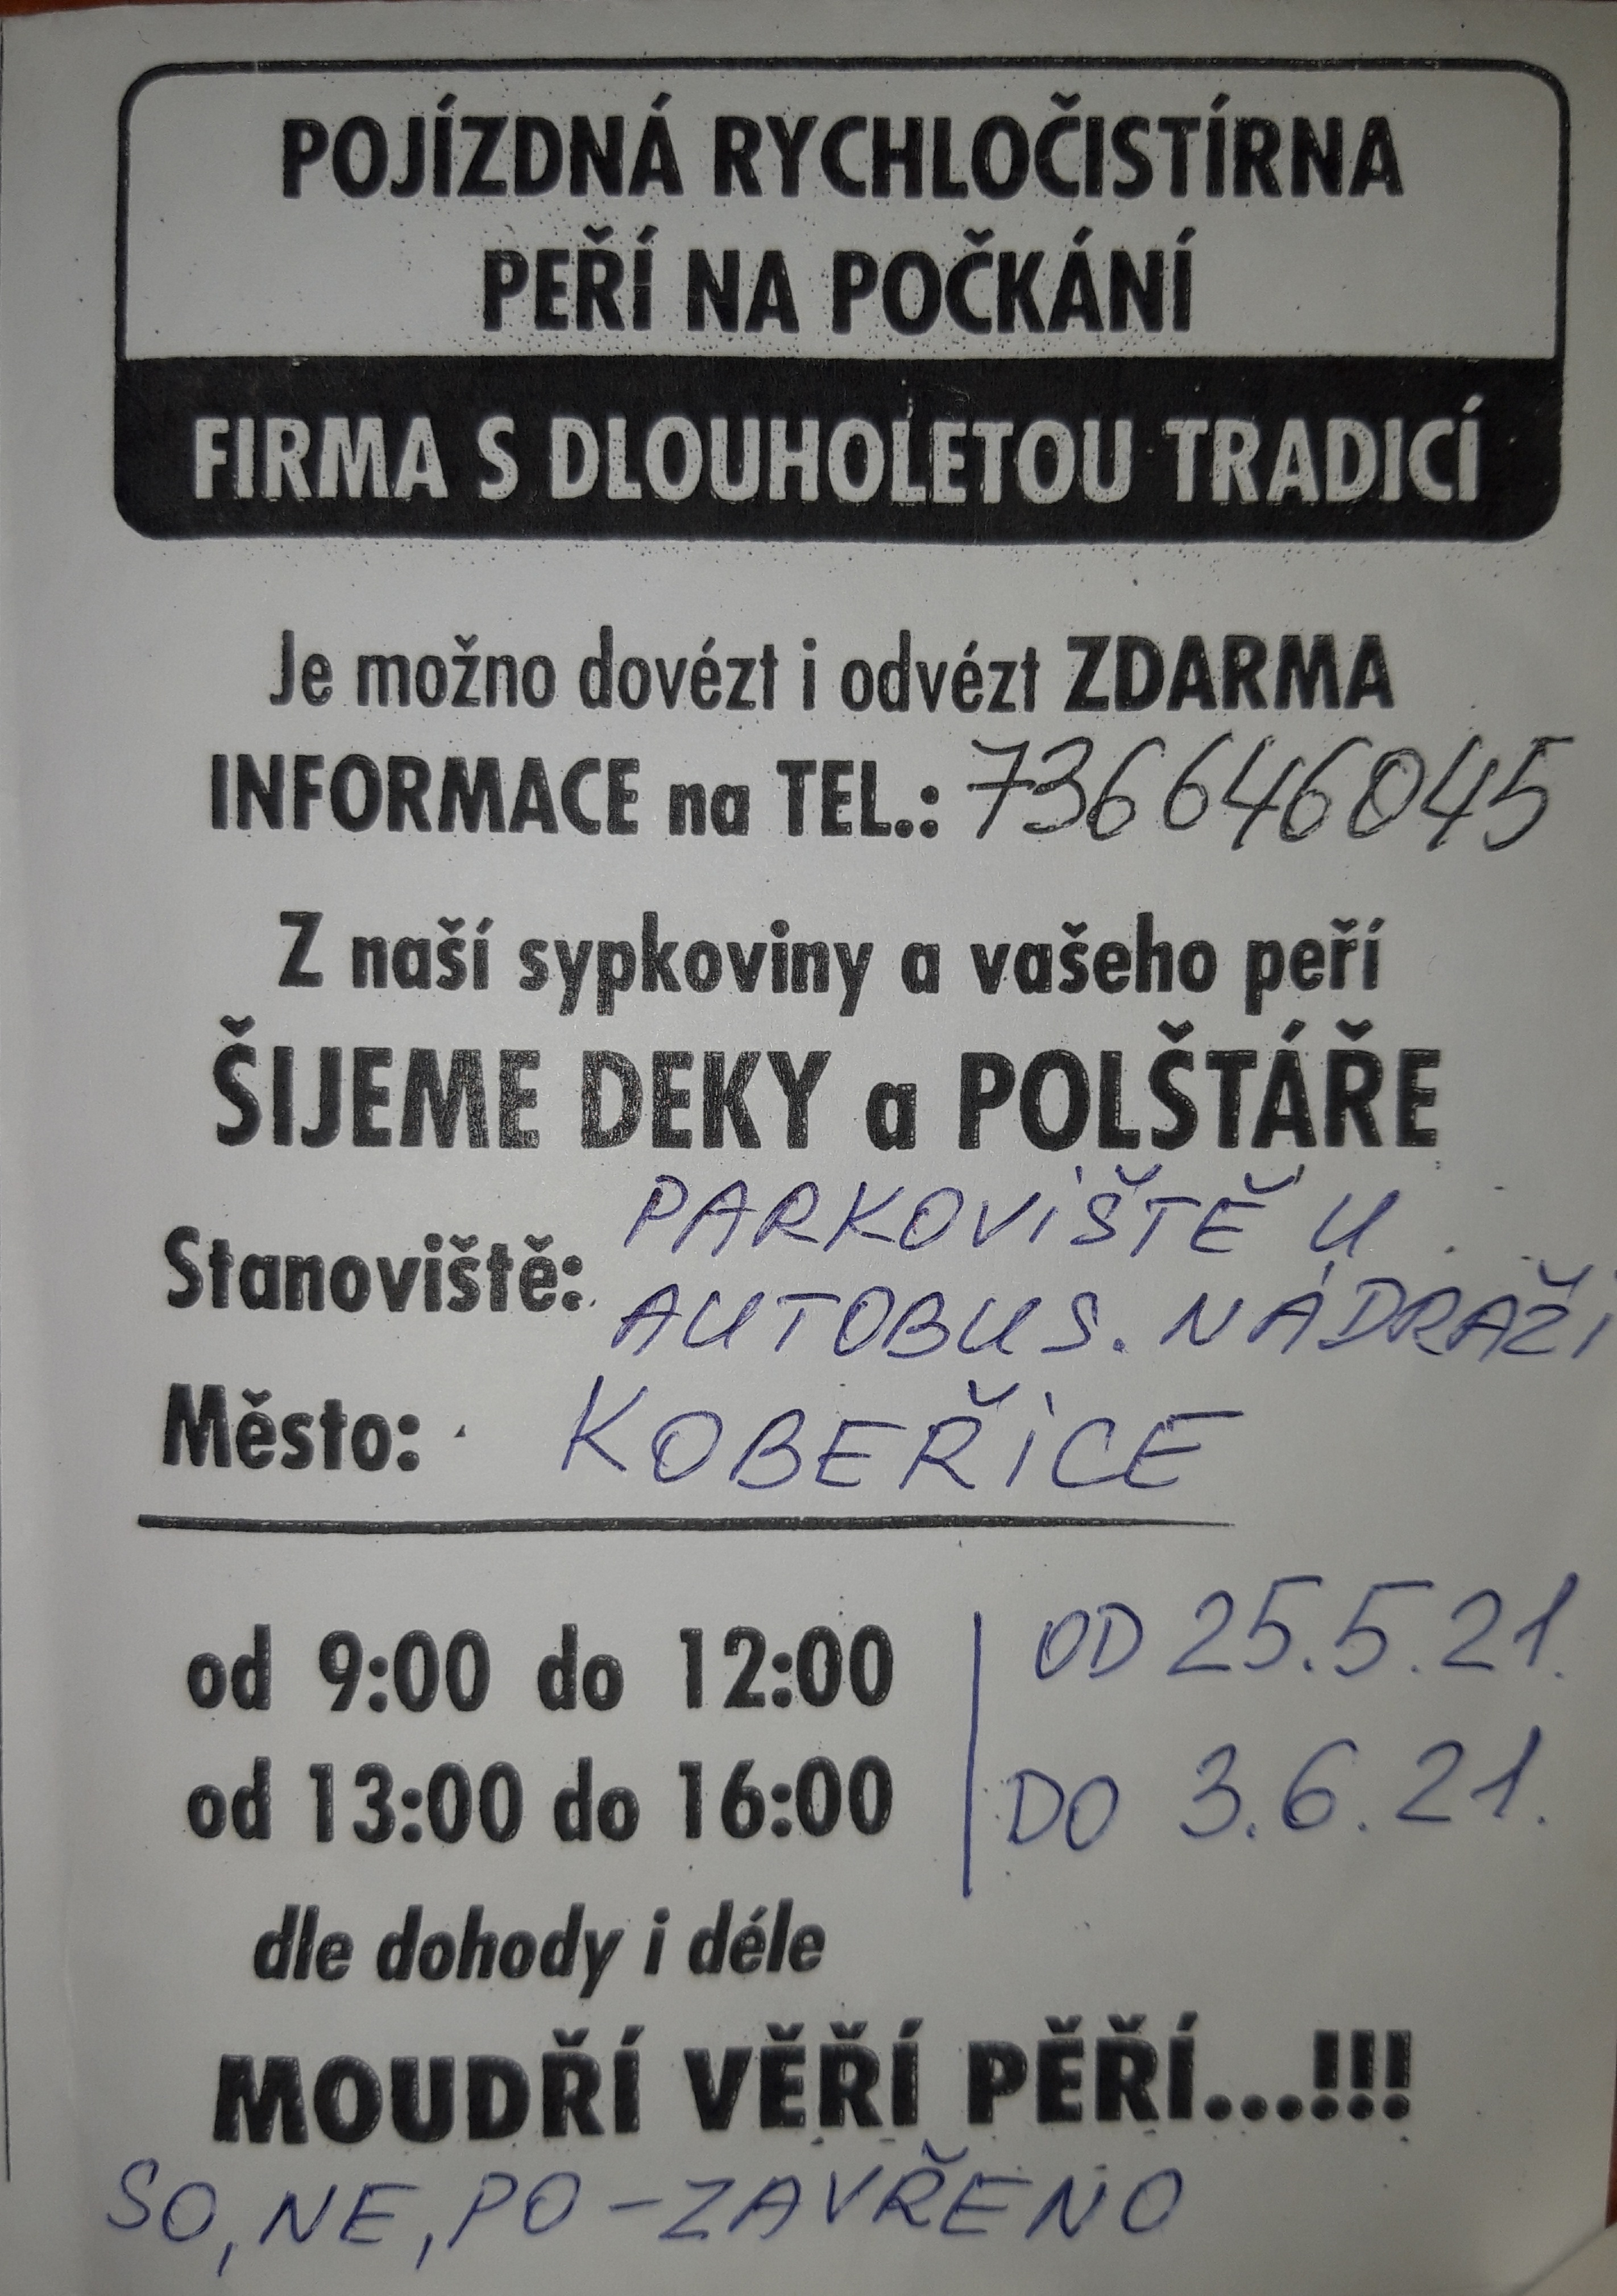 POJÍZDNÁ RYCHLOČISTÍRNA
PEŘÍ NA POČKÁNÍ
FIRMA S DLOUHOLETOU TRADICÍ
Je možno dovézt i odvézt ZDARMA
INFORMACE na TEL.: 736646045
Z naší sypkoviny a vašeho peří
ŠIJEME DEKY a POLŠTÁŘE
Stanoviště: PARKOVIŠTĚ U
AUTOBUS. NÁDRAŽÍ
Město: KOBEŘICE
od 9:00 do 12:00 OD 25.5.21.
od 13:00 do 16:00 DO 3.6.21.
dle dohody i déle
MOUDŘÍ VĚŘÍ PĚŘÍ...!!!
SO, NE, PO - ZAVŘENO